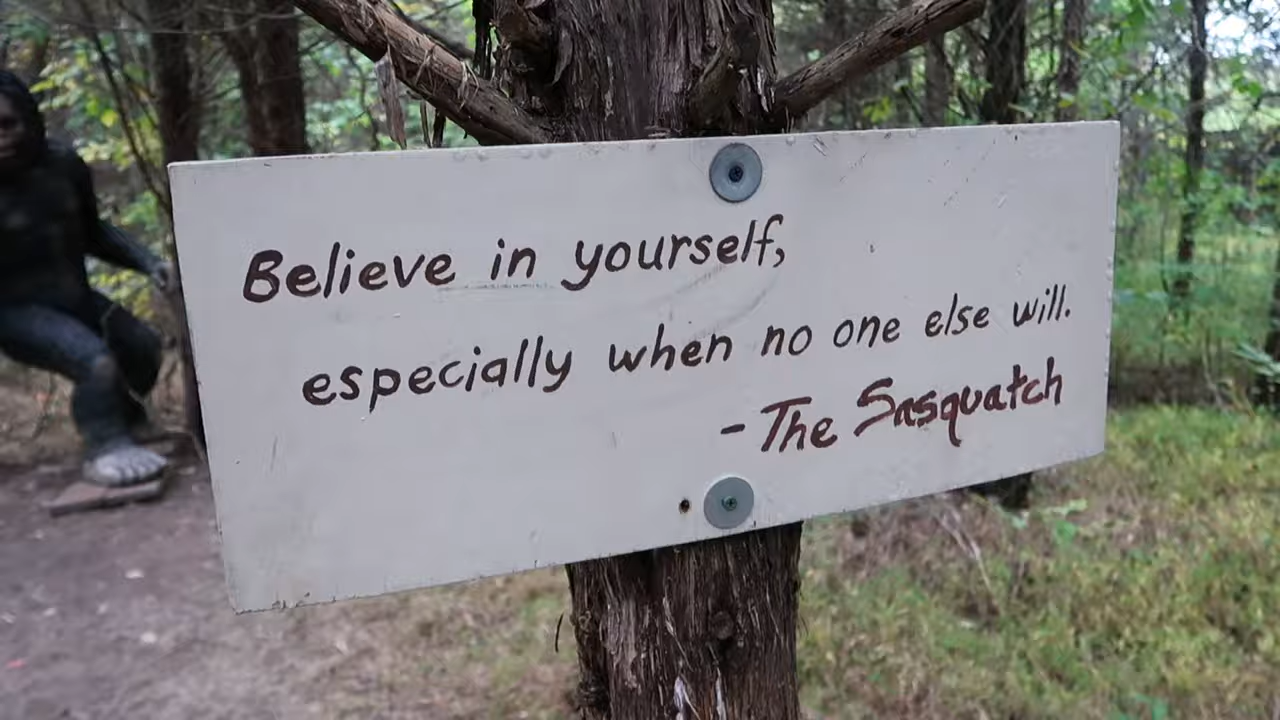 Believe in yourself,
especially when no one else will.
- The Sasquatch